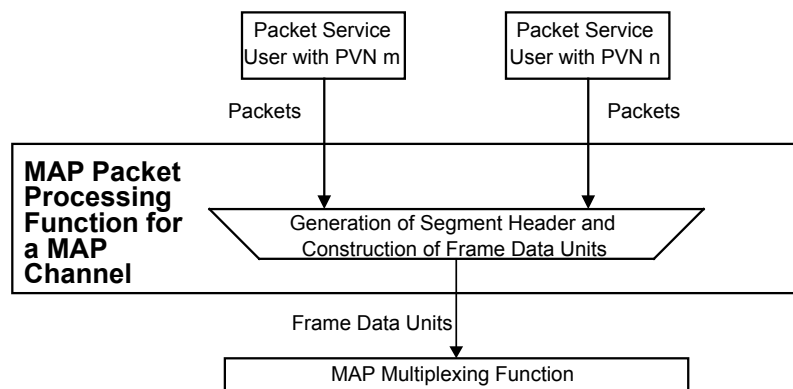 Packet Service
User with PVN m
Packet Service
User with PVN n
Packets
Packets
MAP Packet
Processing
Function for
a MAP
Channel
Generation of Segment Header and
Construction of Frame Data Units
Frame Data Units
MAP Multiplexing Function